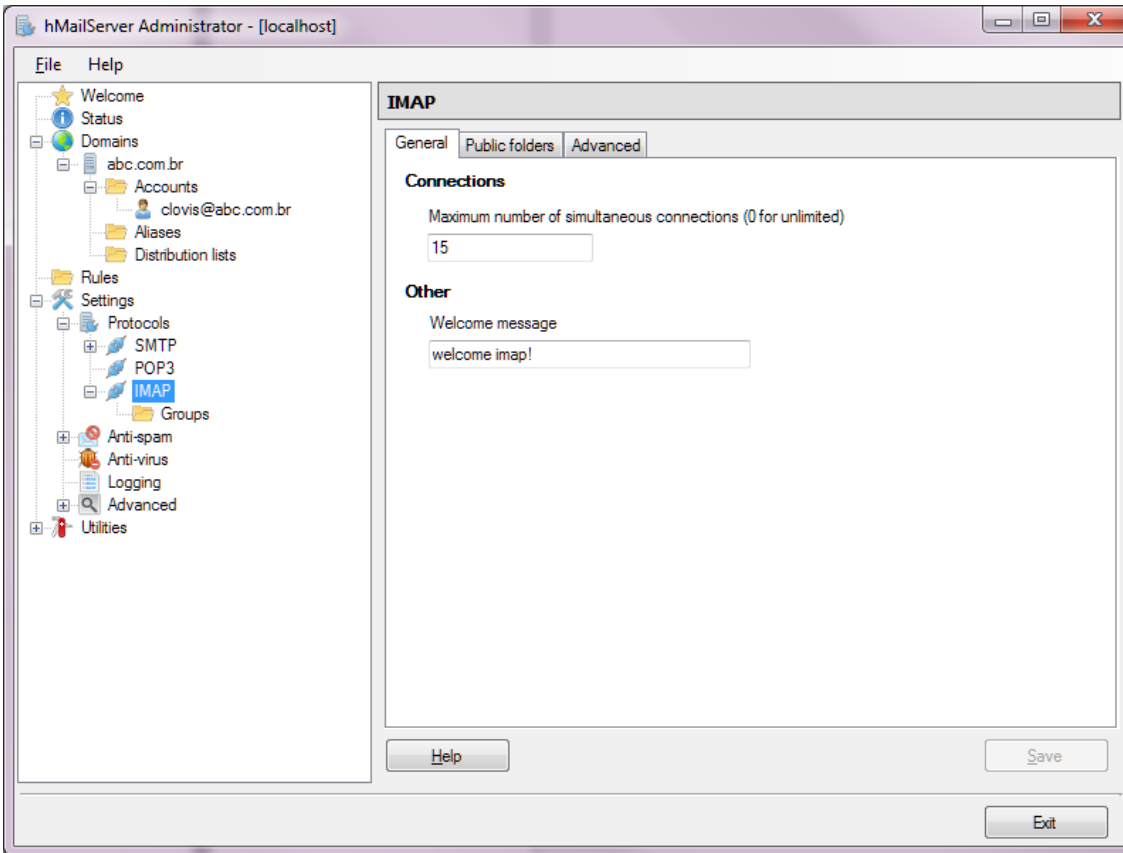 hMailServer Administrator - [localhost]
File Help
Welcome
Status
Domains
abc.com.br
Accounts
clovis@abc.com.br
Aliases
Distribution lists
Rules
Settings
Protocols
SMTP
POP3
IMAP
Groups
Anti-spam
Anti-virus
Logging
Advanced
Utilities
IMAP
General Public folders Advanced
Connections
Maximum number of simultaneous connections (0 for unlimited)
15
Other
Welcome message
welcome imap!
Help Save
Exit